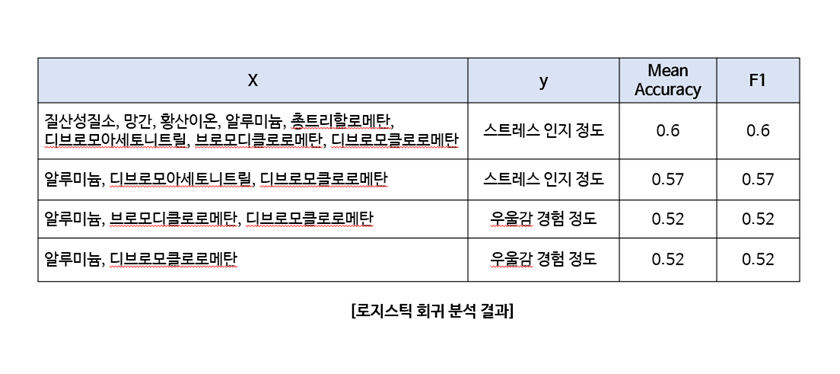 X
y
Mean
Accuracy
F1
질산성질소, 망간, 황산이온, 알루미늄, 총트리할로메탄,
디브로모아세토니트릴, 브로모디클로로메탄, 디브로모클로로메탄
스트레스 인지 정도
0.6
0.6
알루미늄, 디브로모아세토니트릴, 디브로모클로로메탄
스트레스 인지 정도
0.57
0.57
알루미늄, 브로모디클로로메탄, 디브로모클로로메탄
우울감 경험 정도
0.52
0.52
알루미늄, 디브로모클로로메탄
우울감 경험 정도
0.52
0.52
[로지스틱 회귀 분석 결과]